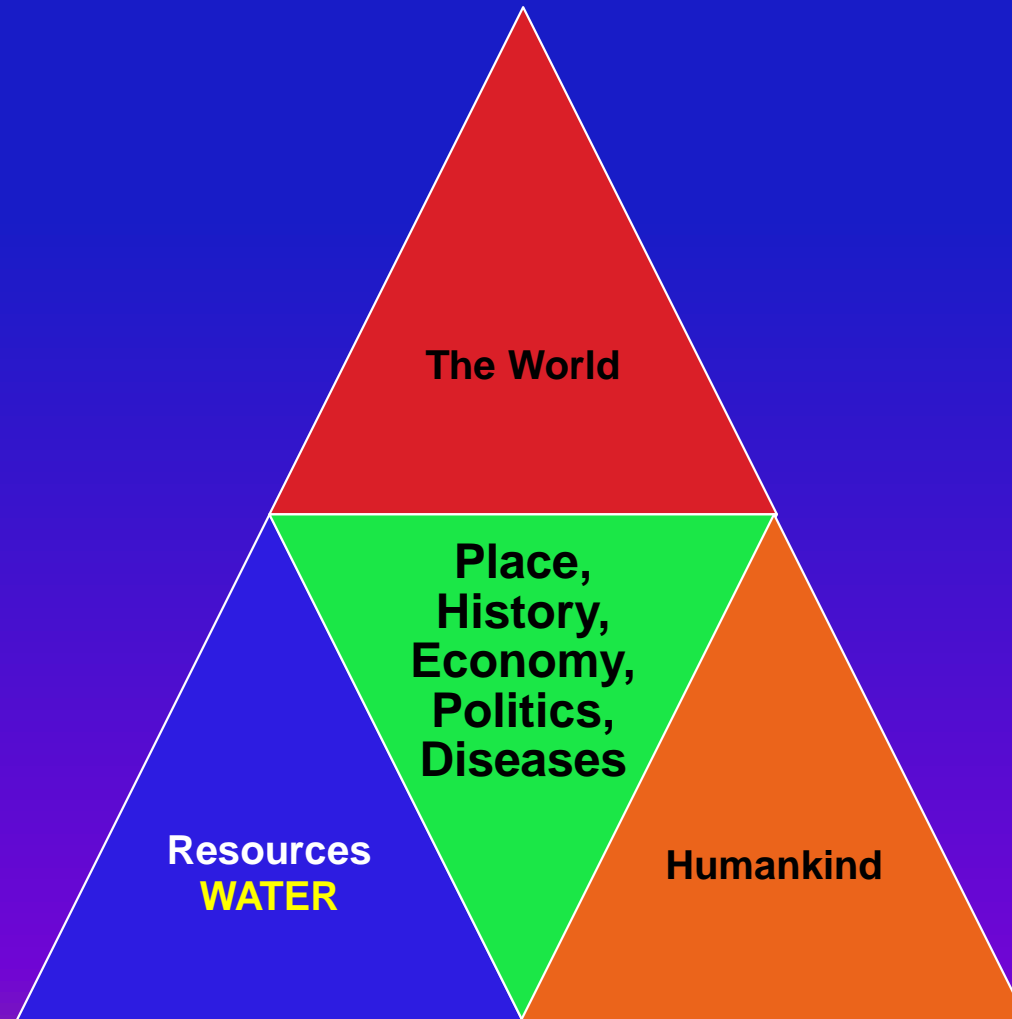 The World
Place,
History,
Economy,
Politics,
Diseases
Resources
WATER
Humankind